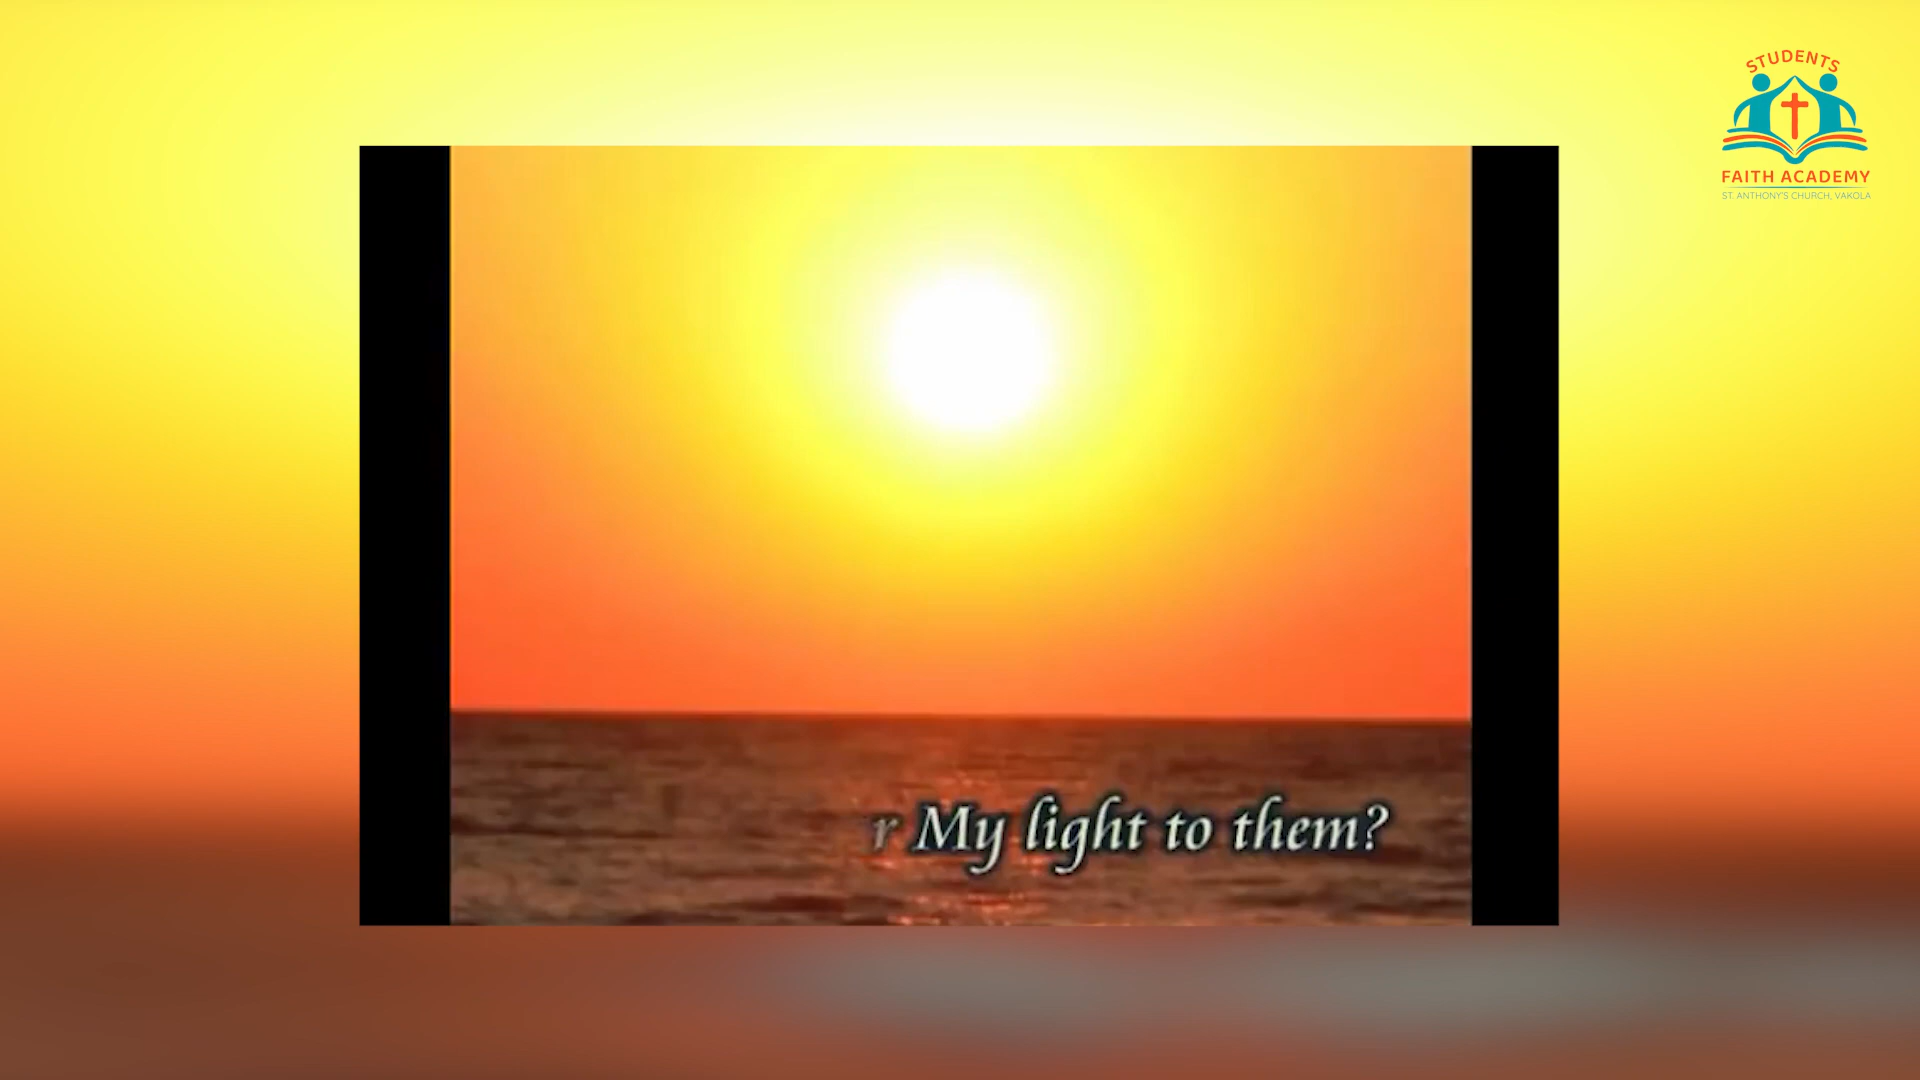 STUDENTS
FAITH ACADEMY
ST. ANTHONY'S CHURCH, VAKOLA
r My light to them?